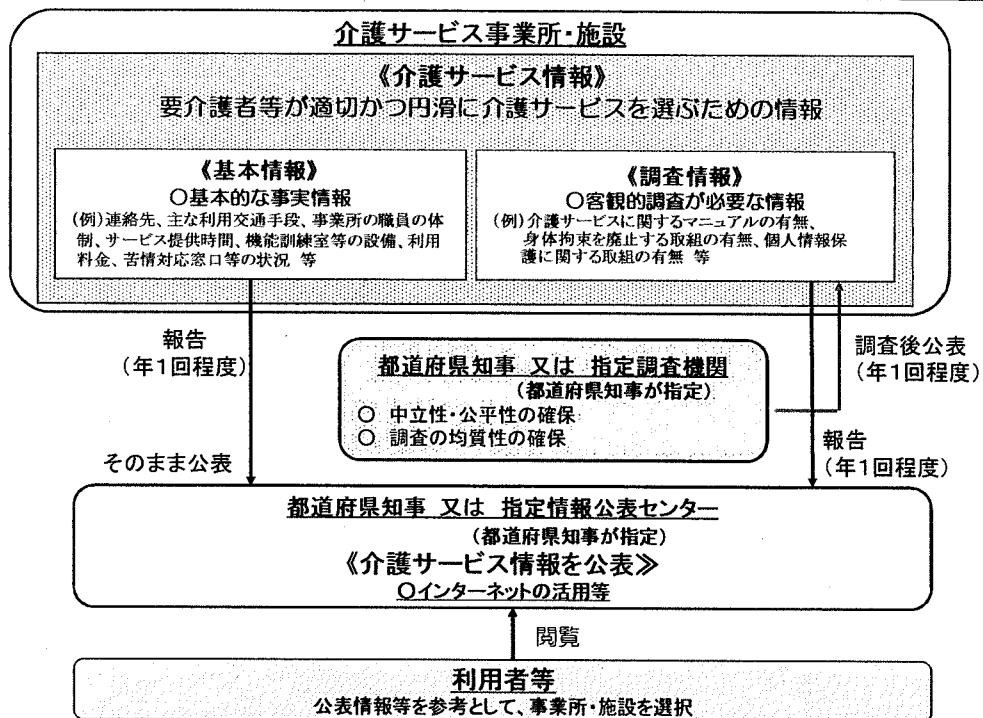 介護サービス事業所・施設
《介護サービス情報》
要介護者等が適切かつ円滑に介護サービスを選ぶための情報
《基本情報》
〇基本的な事実情報
(例)連絡先、主な利用交通手段、事業所の職員の体
制、サービス提供時間、機能訓練室等の設備、利用
料金、苦情対応窓口等の状況 等
《調査情報》
〇客観的調査が必要な情報
(例)介護サービスに関するマニュアルの有無、
身体拘束を廃止する取組の有無、個人情報保
護に関する取組の有無 等
報告
(年1回程度)
都道府県知事 又は 指定調査機関
(都道府県知事が指定)
〇 中立性・公平性の確保
〇 調査の均質性の確保
調査後公表
(年1回程度)
報告
(年1回程度)
そのまま公表
都道府県知事 又は 指定情報公表センター
(都道府県知事が指定)
《介護サービス情報を公表≫
〇インターネットの活用等
閲覧
利用者等
公表情報等を参考として、事業所・施設を選択